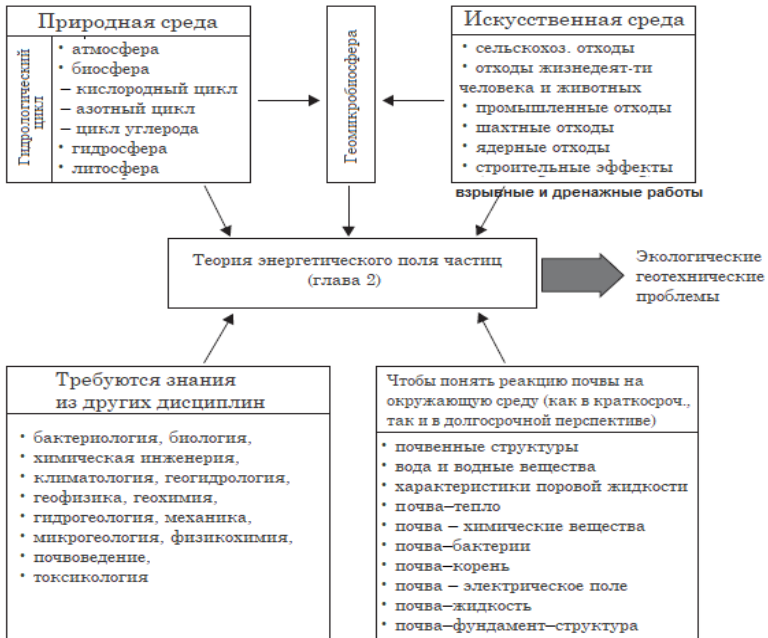 Природная среда
Гидрологический
цикл
• атмосфера
• биосфера
– кислородный цикл
– азотный цикл
– цикл углерода
• гидросфера
• литосфера
Геомикробиосфера
Искусственная среда
• сельскохоз. отходы
• отходы жизнедеят-ти
человека и животных
• промышленные отходы
• шахтные отходы
• ядерные отходы
• строительные эффекты
взрывные и дренажные работы
Теория энергетического поля частиц
(глава 2)
Экологические
геотехнические
проблемы
Требуются знания
из других дисциплин
• бактериология, биология,
• химическая инженерия,
• климатология, геогидрология,
• геофизика, геохимия,
• гидрогеология, механика,
• микрогеология, физикохимия,
• почвоведение,
• токсикология
Чтобы понять реакцию почвы на
окружающую среду (как в краткосроч.,
так и в долгосрочной перспективе)
• почвенные структуры
• вода и водные вещества
• характеристики поровой жидкости
• почва–тепло
• почва – химические вещества
• почва–бактерии
• почва–корень
• почва – электрическое поле
• почва–жидкость
• почва–фундамент–структура